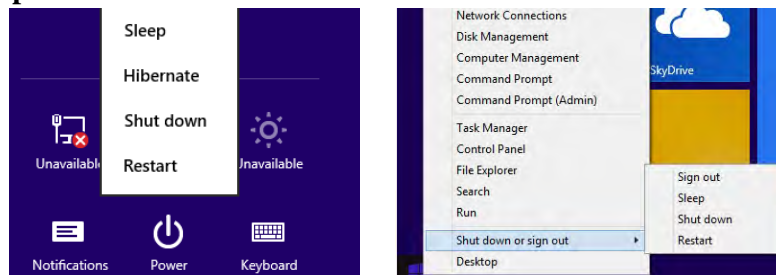 Sleep
Hibernate
Shut down
Restart
Unavailable
Unavailable
Notifications
Power
Keyboard
Network Connections
Disk Management
Computer Management
Command Prompt
Command Prompt (Admin)
Task Manager
Control Panel
File Explorer
Search
Run
Shut down or sign out
Desktop
SkyDrive
Sign out
Sleep
Shut down
Restart